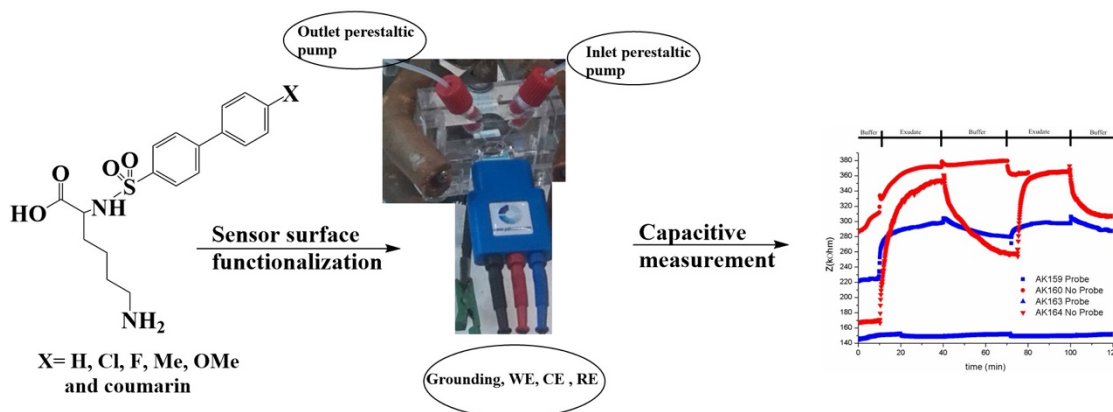 Outlet perestaltic
pump
Inlet perestaltic
pump
X
O
O O
S
HO
NH
NH2
X= H, Cl, F, Me, OMe
and coumarin
Sensor surface
functionalization
Grounding, WE, CE , RE
Capacitive
measurement
Buffer Exudate Buffer Exudate Buffer
Z(kohm)
380
360
340
320
300
280
260
240
220
200
180
160
140
AK159 Probe
AK160 No Probe
AK163 Probe
AK164 No Probe
0 20 40 60 80 100 120
time (min)